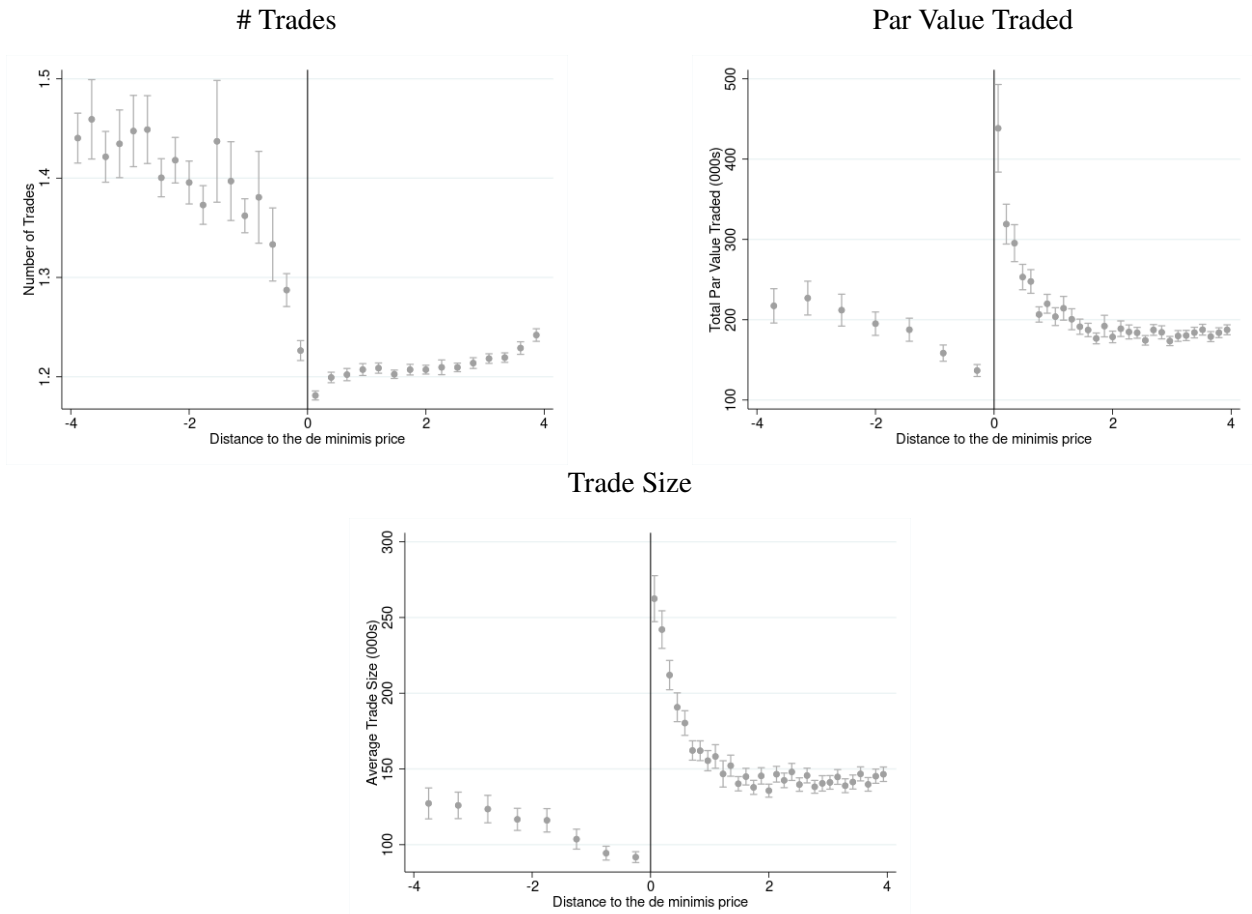 # Trades
Number of Trades
1.5
1.4
1.3
1.2
-4 -2 0 2 4
Distance to the de minimis price
Par Value Traded
Total Par Value Traded (000s)
500
400
300
200
100
-4 -2 0 2 4
Distance to the de minimis price
Trade Size
Average Trade Size (000s)
300
250
200
150
100
-4 -2 0 2 4
Distance to the de minimis price